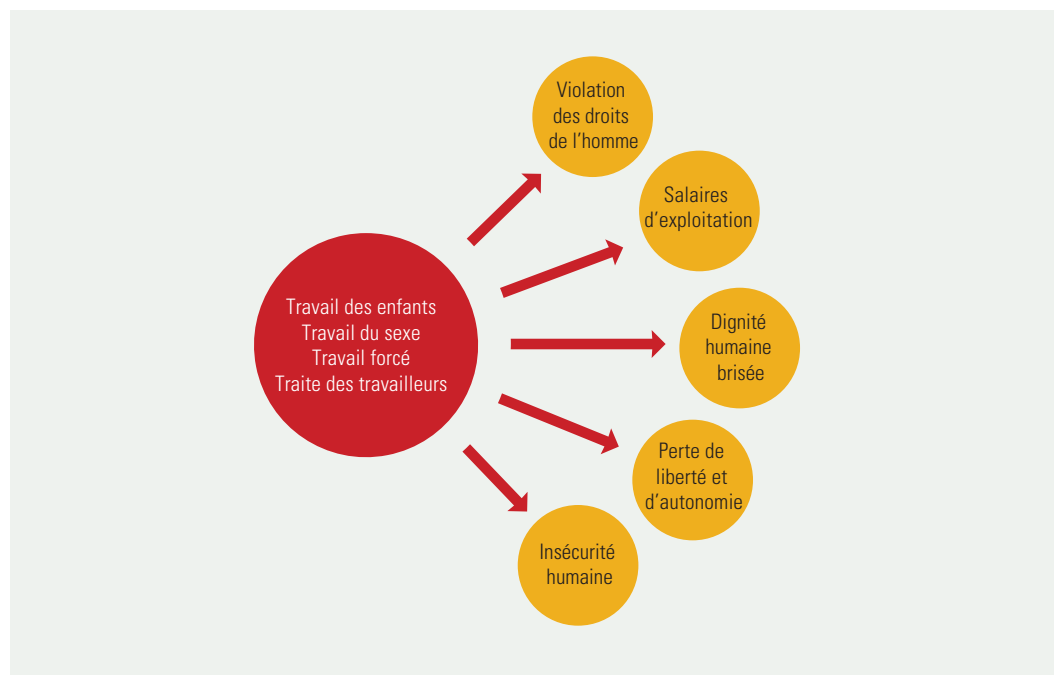 Violation
des droits
de l’homme
Salaires
d’exploitation
Travail des enfants
Travail du sexe
Travail forcé
Traite des travailleurs
Dignité
humaine
brisée
Perte de
liberté et
d’autonomie
Insécurité
humaine